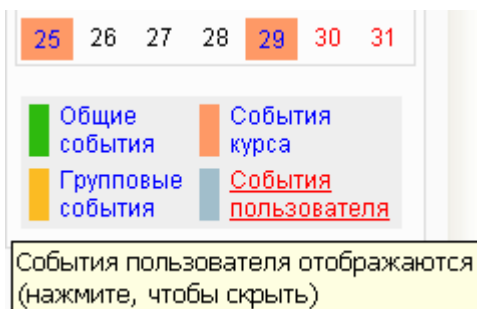 25 26 27 28 29 30 31
Общие события
События курса
Групповые события
События пользователя
События пользователя отображаются
(нажмите, чтобы скрыть)